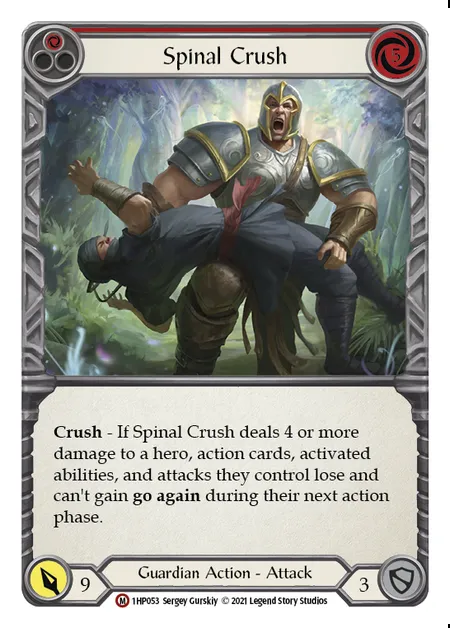 Spinal Crush
5
Crush - If Spinal Crush deals 4 or more
damage to a hero, action cards, activated
abilities, and attacks they control lose and
can't gain go again during their next action
phase.
9
Guardian Action - Attack
3
M 1HP053 Sergey Gurskiy © 2021 Legend Story Studios